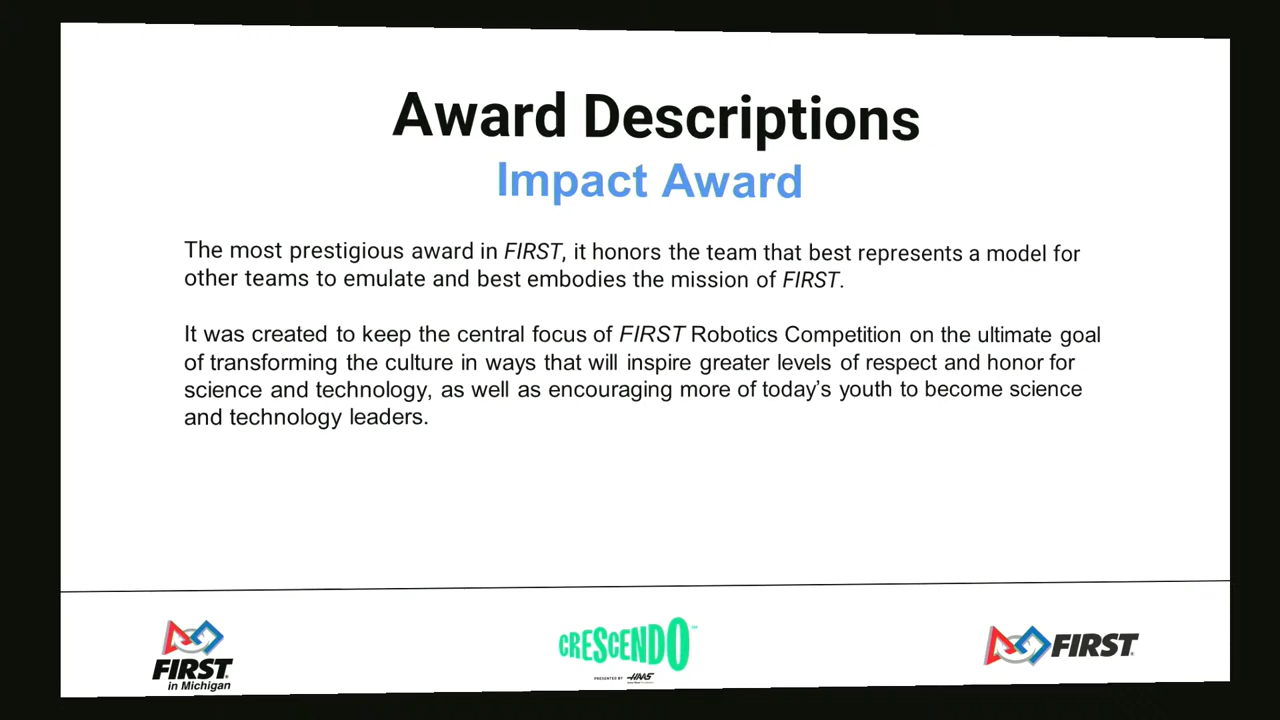 Award Descriptions
Impact Award
The most prestigious award in FIRST, it honors the team that best represents a model for
other teams to emulate and best embodies the mission of FIRST.
It was created to keep the central focus of FIRST Robotics Competition on the ultimate goal
of transforming the culture in ways that will inspire greater levels of respect and honor for
science and technology, as well as encouraging more of today’s youth to become science
and technology leaders.
FIRST
in Michigan
CRESCENDO
PRESENTED BY HAAS
FIRST